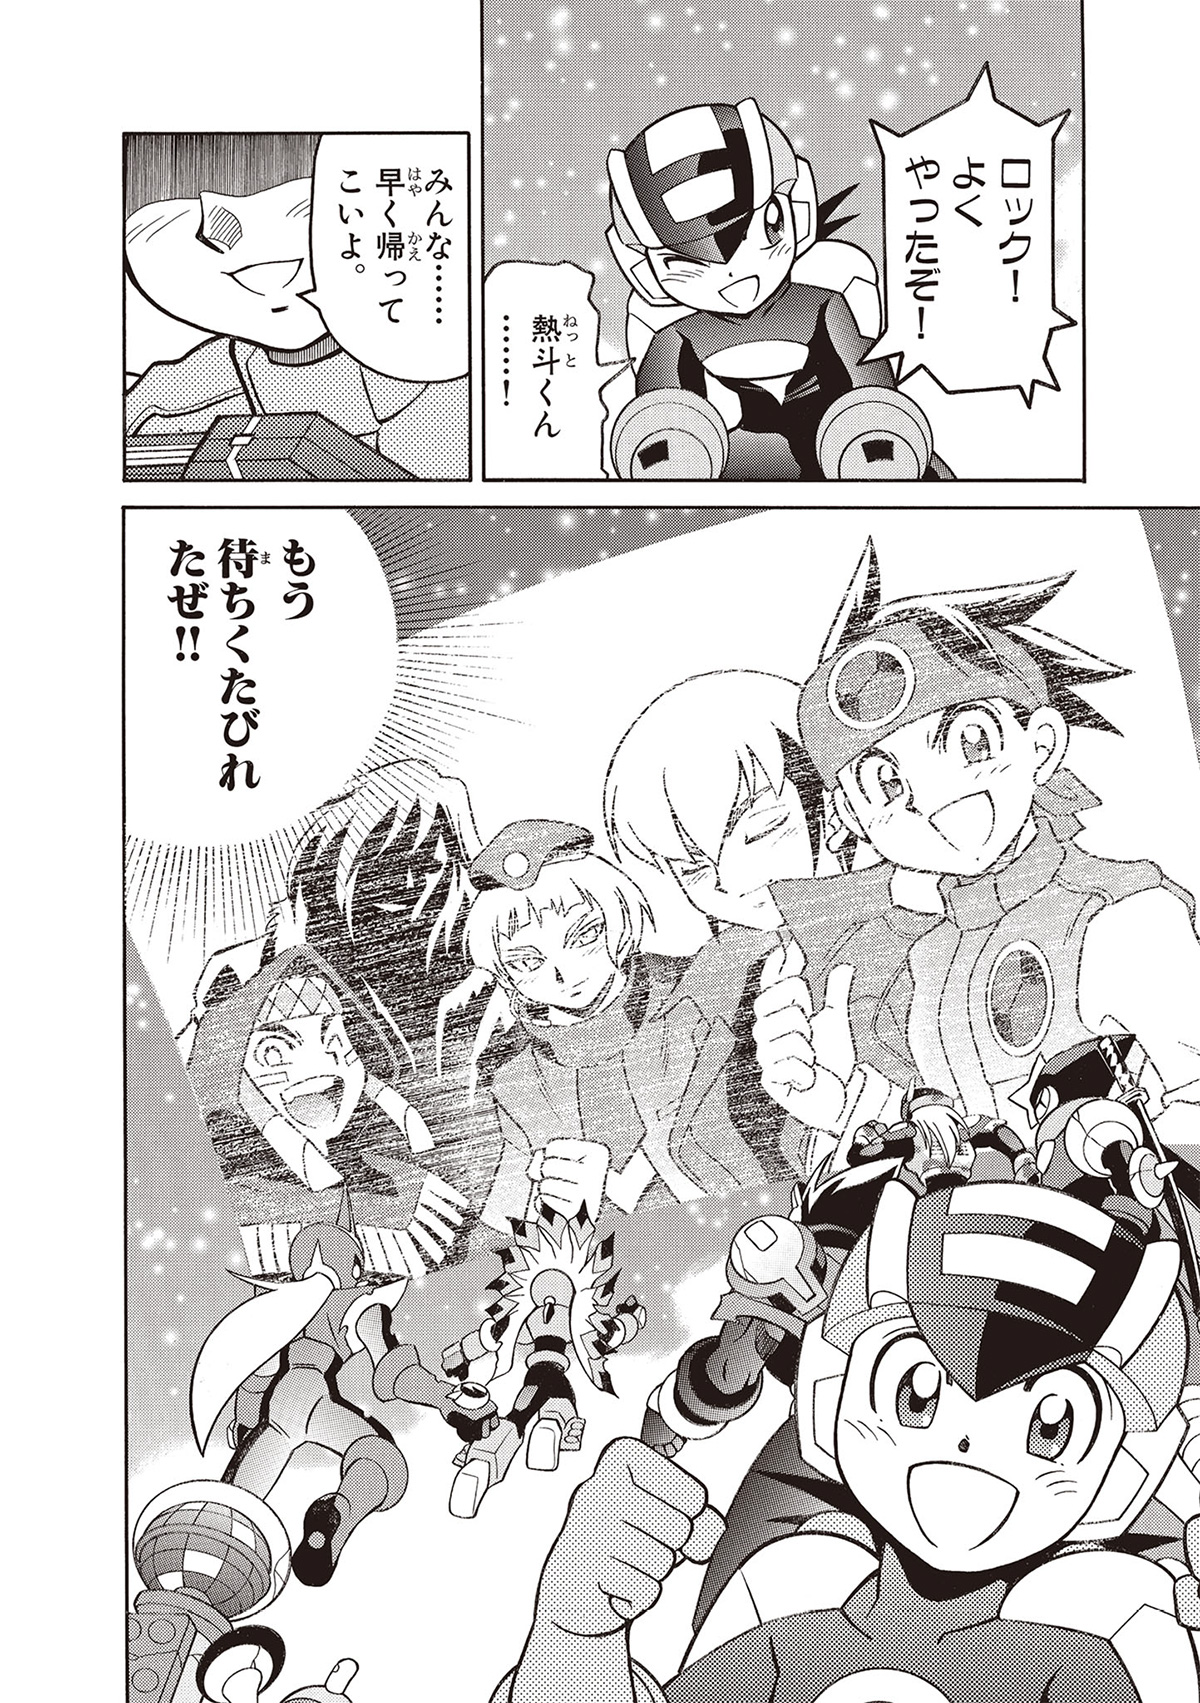 ロック！
よく
やったぞ！
熱斗くん
……！
みんな……
早く帰って
こいよ。
もう
待ちくたびれ
たぜ!!